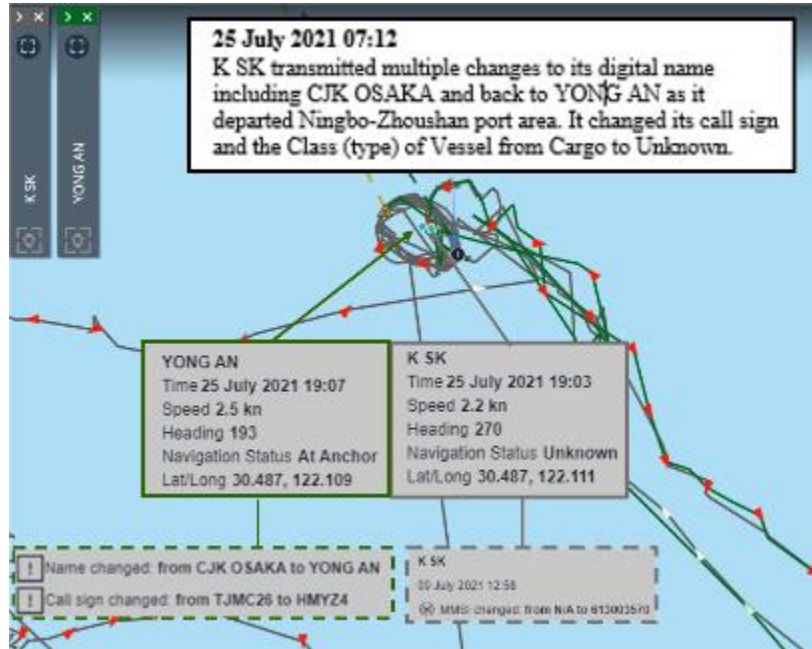 K SK
YONG AN
25 July 2021 07:12
K SK transmitted multiple changes to its digital name
including CJK OSAKA and back to YONG AN as it
departed Ningbo-Zhoushan port area. It changed its call sign
and the Class (type) of Vessel from Cargo to Unknown.
YONG AN
Time 25 July 2021 19:07
Speed 2.5 kn
Heading 193
Navigation Status At Anchor
Lat/Long 30.487, 122.109
K SK
Time 25 July 2021 19:03
Speed 2.2 kn
Heading 270
Navigation Status Unknown
Lat/Long 30.487, 122.111
! Name changed: from CJK OSAKA to YONG AN
! Call sign changed: from TJMC26 to HMYZ4
K SK
July 2021 12:58
MMSI changed: from N/A to 613003570